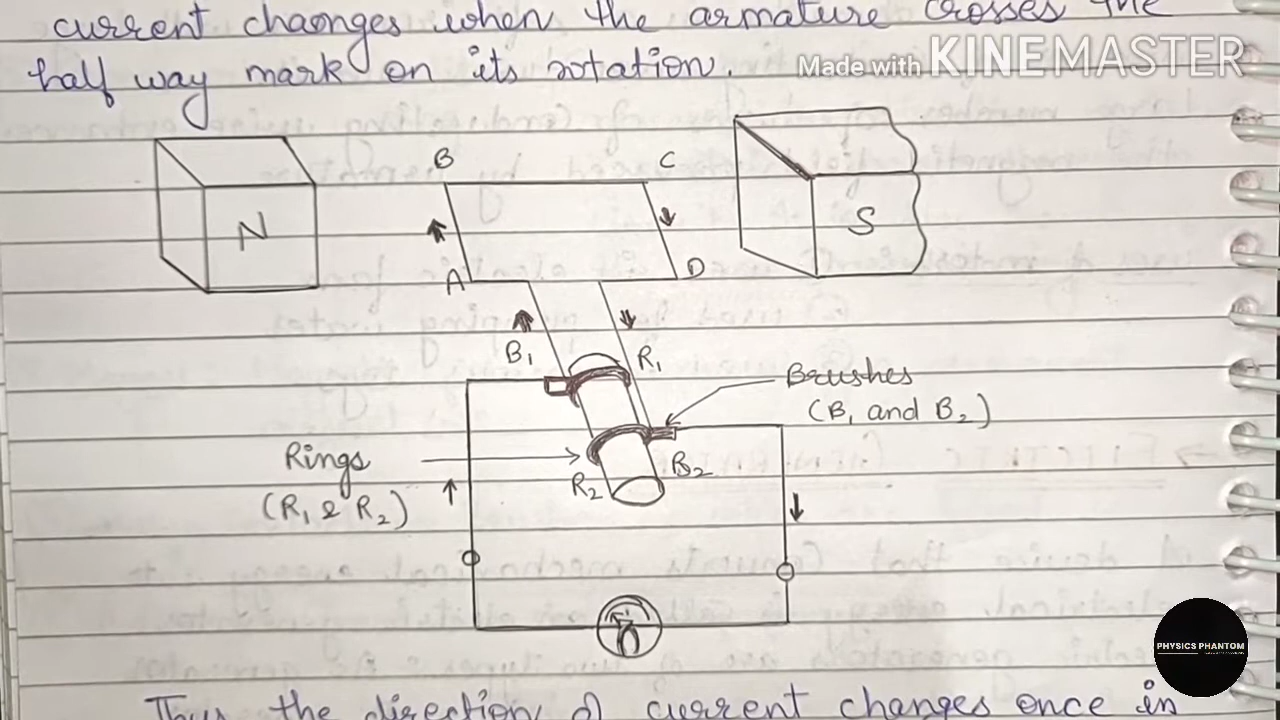 current changes when the armature crosses the
half way mark on its rotation.
Made with KINEMASTER
B
C
N
S
A
D
B₁
R₁
Brushes
(B₁ and B₂)
Rings
(R₁ & R₂)
R₂
B₂
PHYSICS PHANTOM
Thus the direction of current changes once in